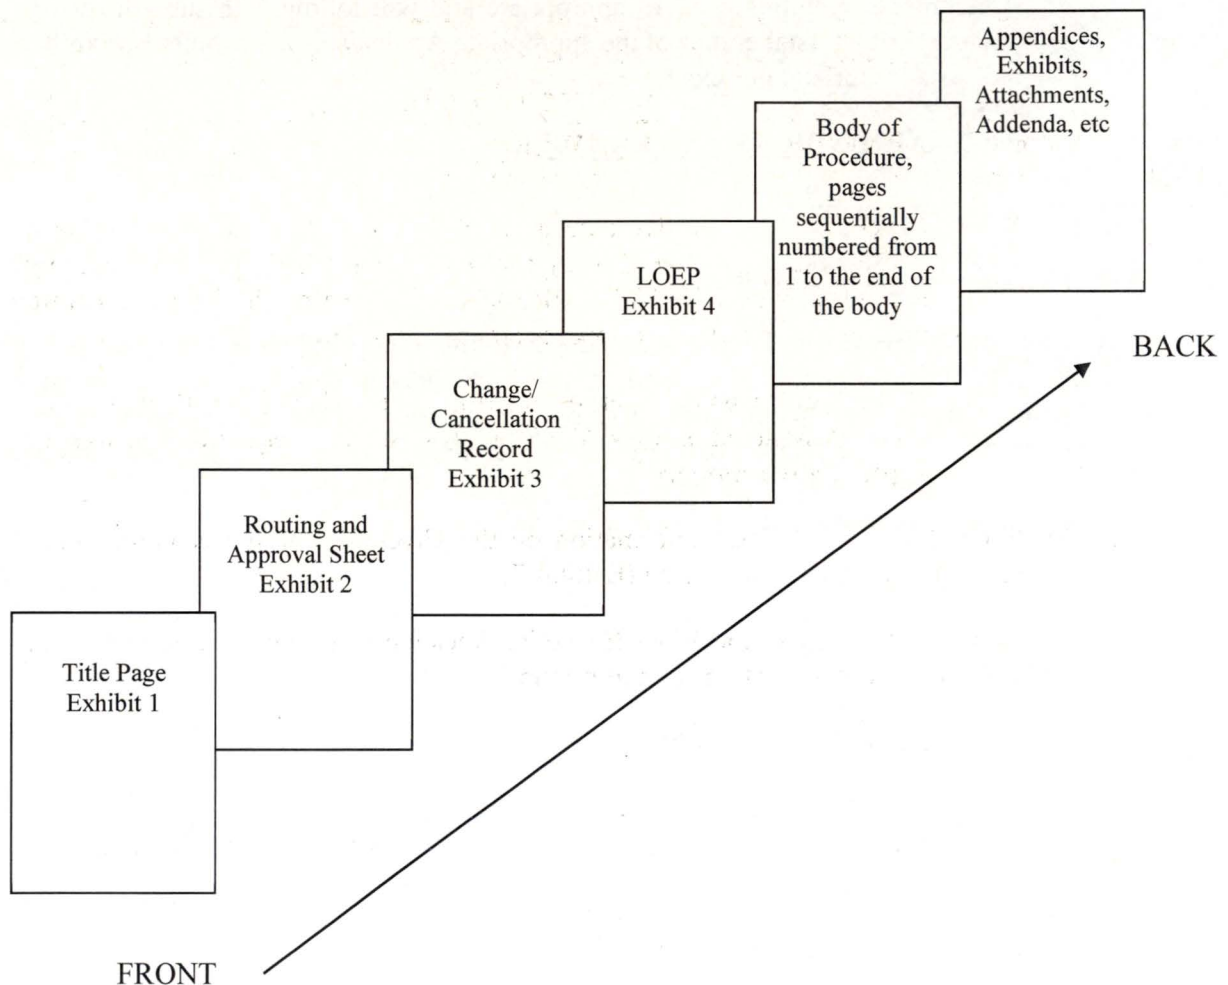 Appendices,
Exhibits,
Attachments,
Addenda, etc
Body of
Procedure,
pages
sequentially
numbered from
1 to the end of
the body
LOEP
Exhibit 4
Change/
Cancellation
Record
Exhibit 3
Routing and
Approval Sheet
Exhibit 2
Title Page
Exhibit 1
BACK
FRONT